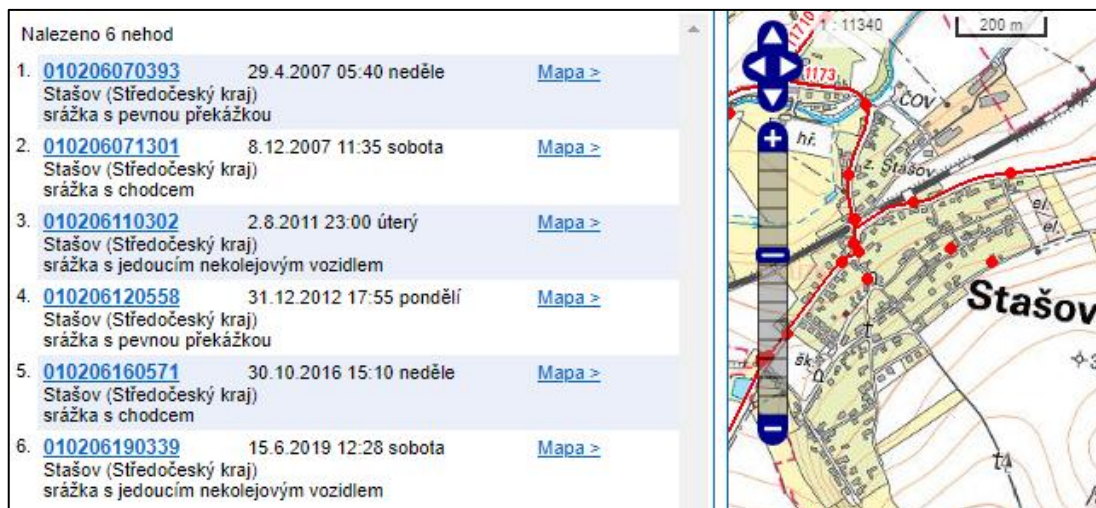 Nalezeno 6 nehod
1. 010206070393 29.4.2007 05:40 neděle Mapa >
Stašov (Středočeský kraj)
srážka s pevnou překážkou
2. 010206071301 8.12.2007 11:35 sobota Mapa >
Stašov (Středočeský kraj)
srážka s chodcem
3. 010206110302 2.8.2011 23:00 úterý Mapa >
Stašov (Středočeský kraj)
srážka s jedoucím nekolejovým vozidlem
4. 010206120558 31.12.2012 17:55 pondělí Mapa >
Stašov (Středočeský kraj)
srážka s pevnou překážkou
5. 010206160571 30.10.2016 15:10 neděle Mapa >
Stašov (Středočeský kraj)
srážka s chodcem
6. 010206190339 15.6.2019 12:28 sobota Mapa >
Stašov (Středočeský kraj)
srážka s jedoucím nekolejovým vozidlem
1 : 11340
200 m
11710
1173
ČOV
hř.
z. Stašov
el.
el.
Stašov
šk.